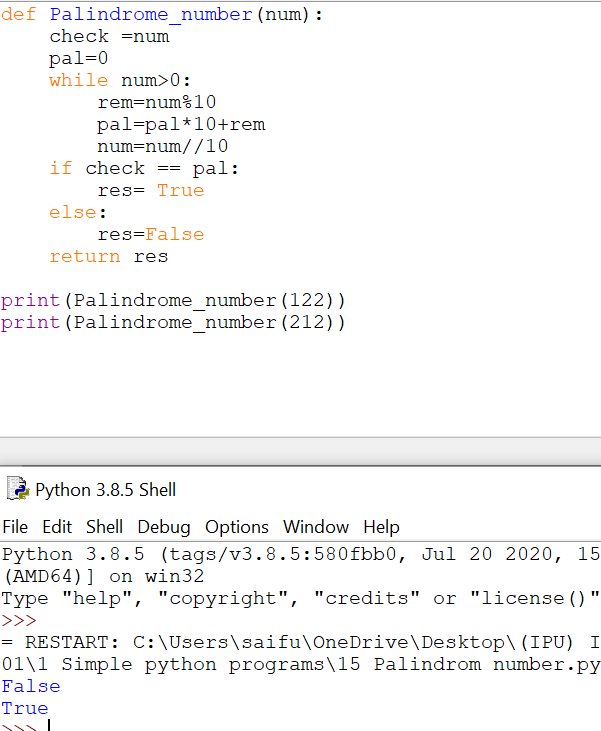 def Palindrome_number(num):
    check =num
    pal=0
    while num>0:
        rem=num%10
        pal=pal*10+rem
        num=num//10
    if check == pal:
        res= True
    else:
        res=False
    return res

print(Palindrome_number(122))
print(Palindrome_number(212))
Python 3.8.5 Shell
File Edit Shell Debug Options Window Help
Python 3.8.5 (tags/v3.8.5:580fbb0, Jul 20 2020, 15
(AMD64)] on win32
Type "help", "copyright", "credits" or "license()"
>>>
= RESTART: C:\Users\saifu\OneDrive\Desktop\(IPU) I
01\1 Simple python programs\15 Palindrom number.py
False
True
>>>